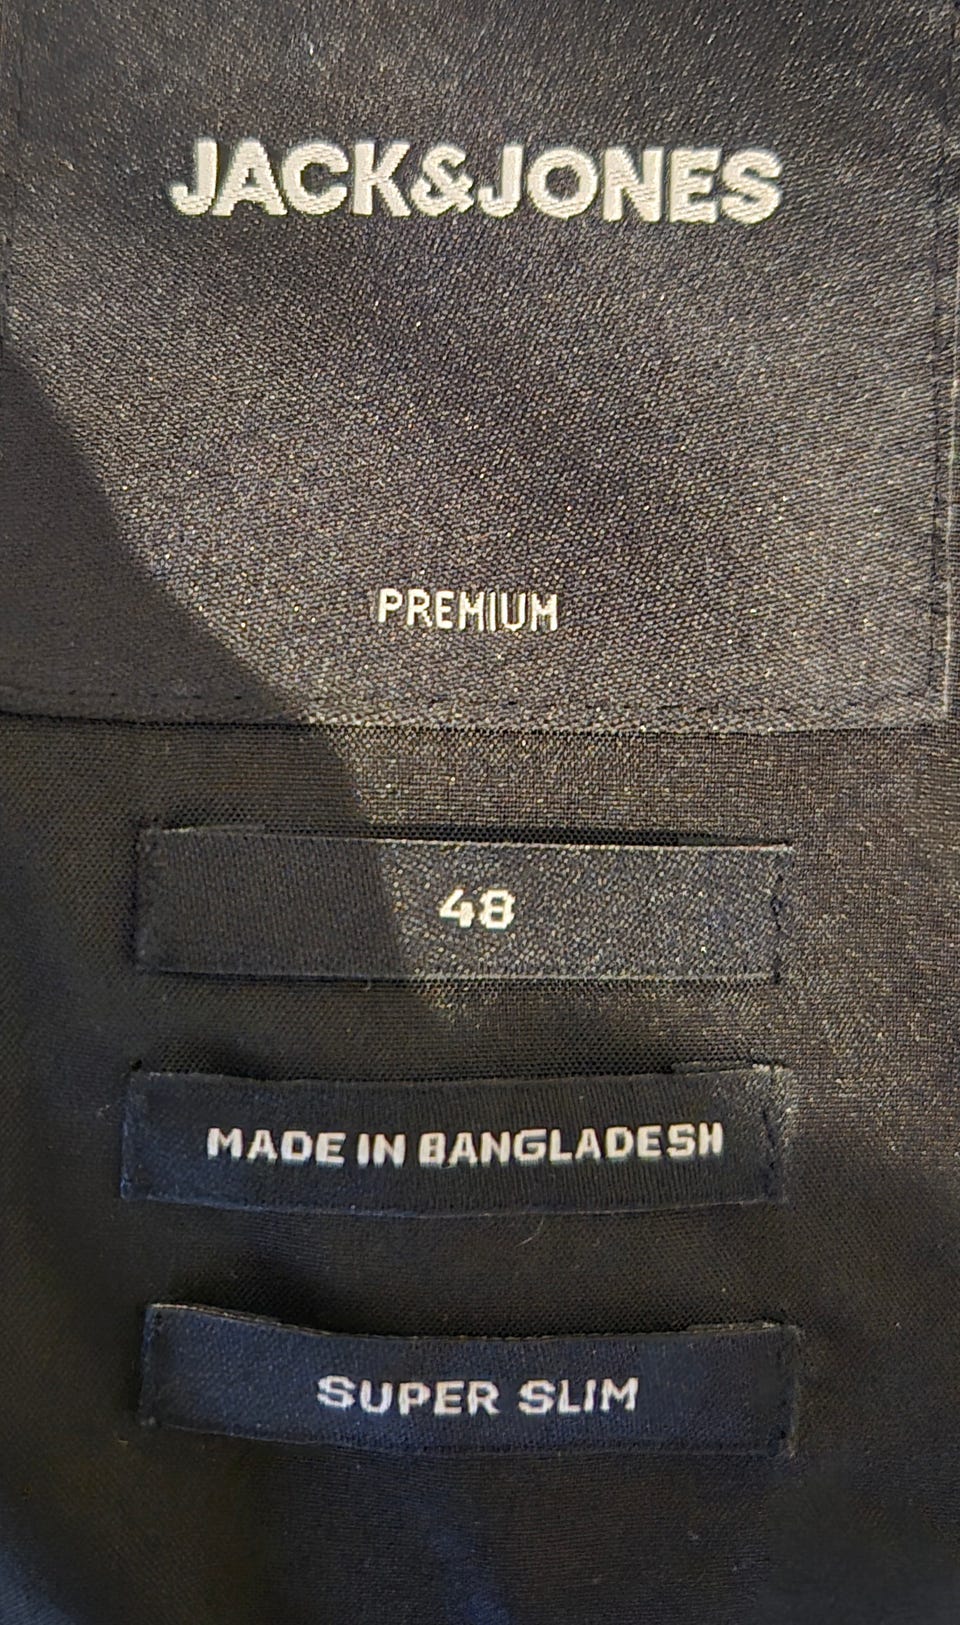 JACK&JONES
PREMIUM
48
MADE IN BANGLADESH
SUPER SLIM